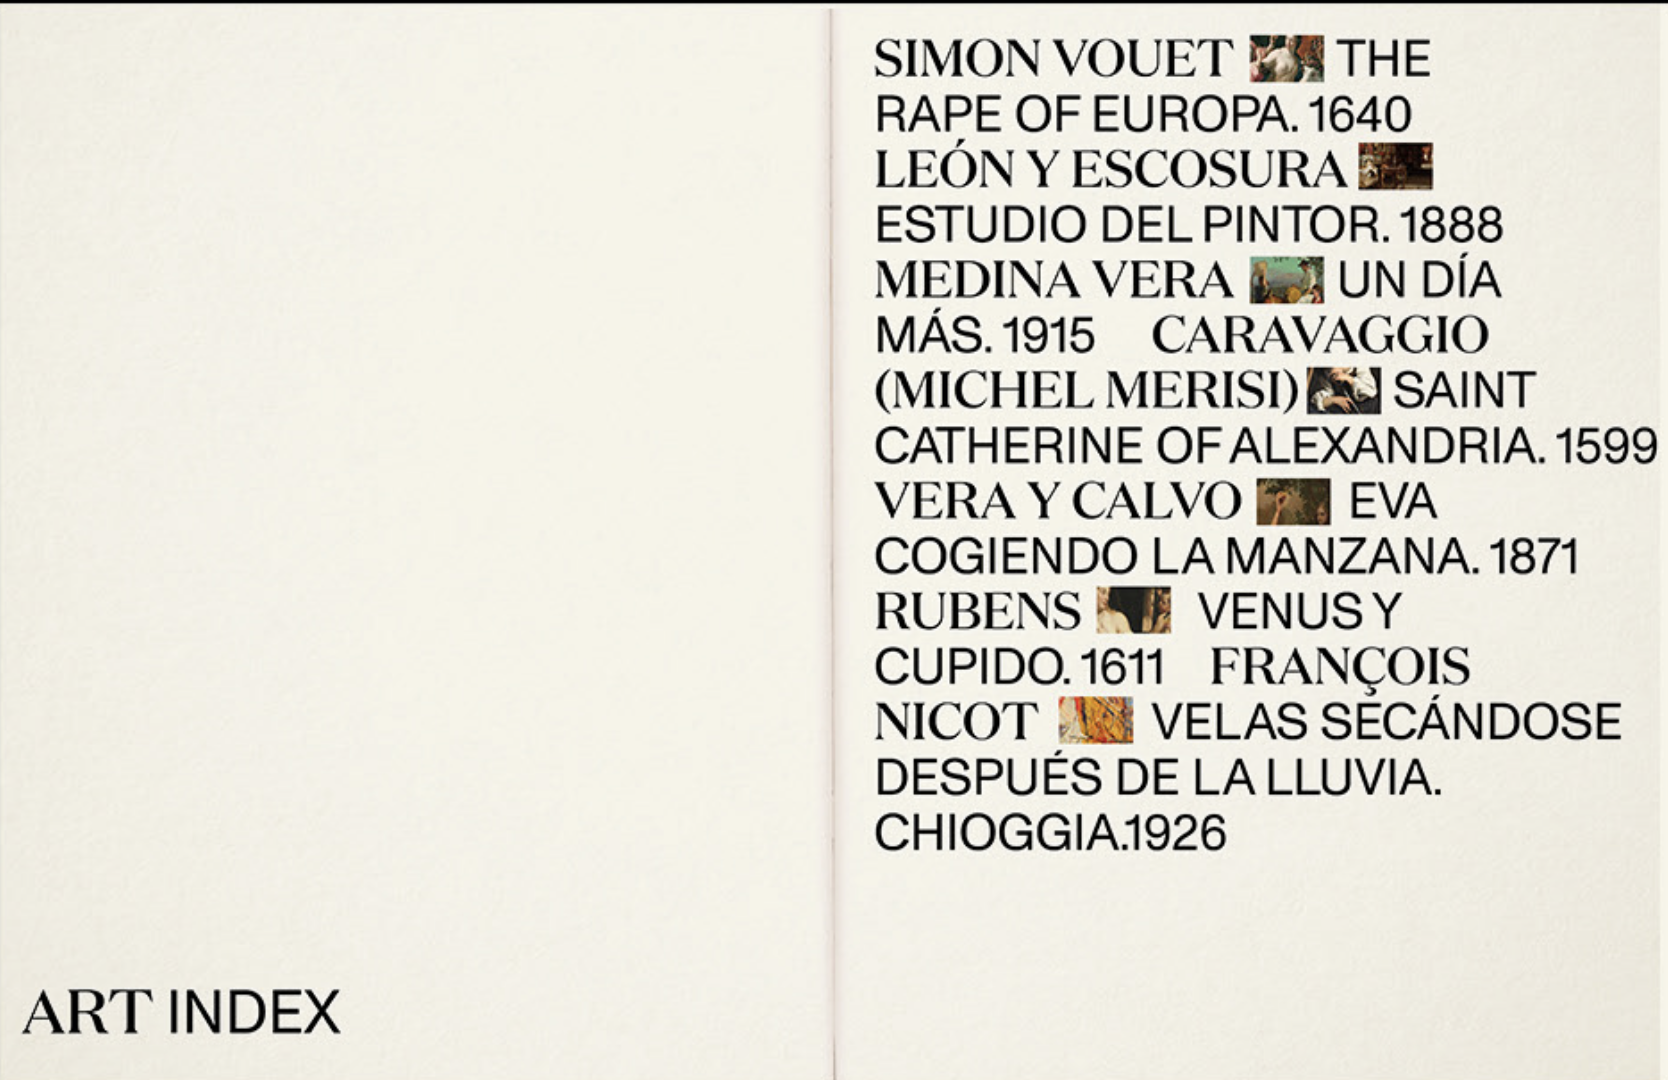 SIMON VOUET THE
RAPE OF EUROPA. 1640
LEÓN Y ESCOSURA
ESTUDIO DEL PINTOR. 1888
MEDINA VERA UN DÍA
MÁS. 1915 CARAVAGGIO
(MICHEL MERISI) SAINT
CATHERINE OF ALEXANDRIA. 1599
VERA Y CALVO EVA
COGIENDO LA MANZANA. 1871
RUBENS VENUS Y
CUPIDO. 1611 FRANÇOIS
NICOT VELAS SECÁNDOSE
DESPUÉS DE LA LLUVIA.
CHIOGGIA.1926
ART INDEX